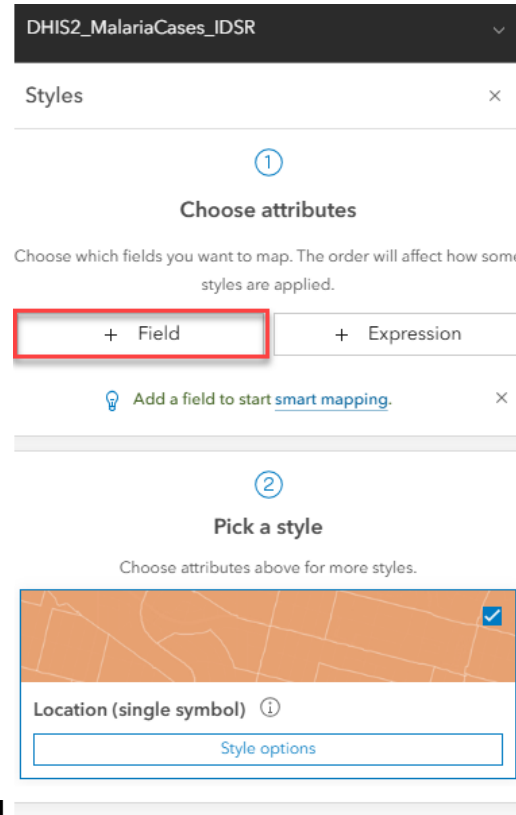 DHIS2_MalariaCases_IDSR
Styles
1
Choose attributes
Choose which fields you want to map. The order will affect how some
styles are applied.
+ Field
+ Expression
Add a field to start smart mapping.
2
Pick a style
Choose attributes above for more styles.
Location (single symbol)
Style options